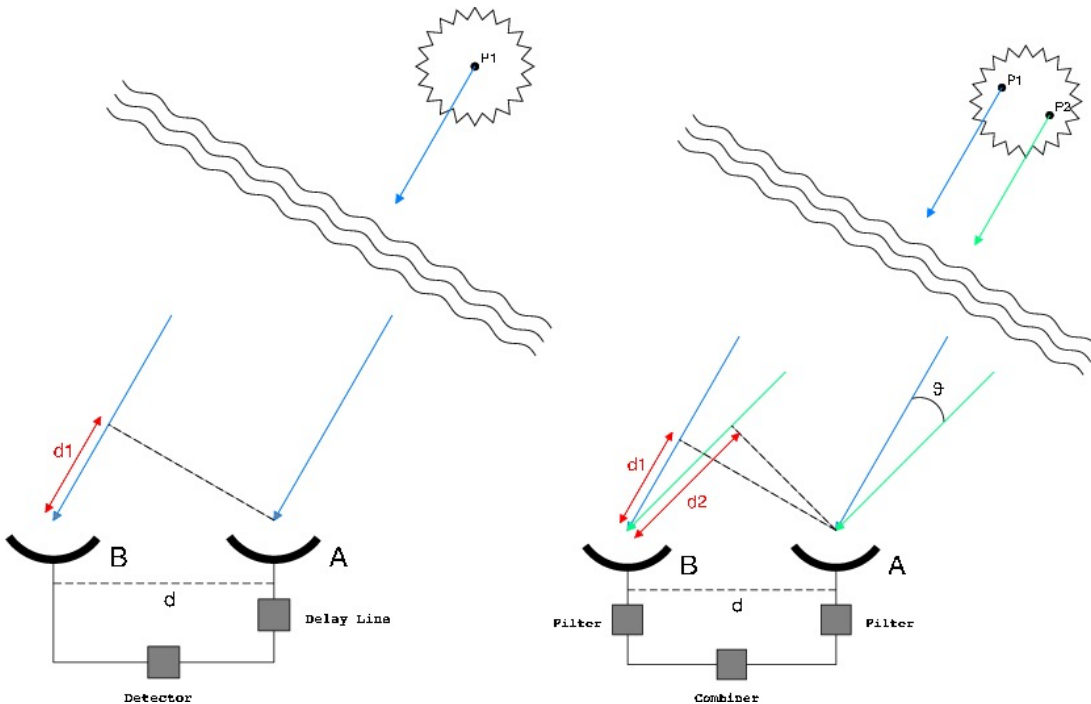 P1
d1
B
A
d
Delay Line
Detector
P1
P2
ϑ
d1
d2
B
A
d
Filter
Filter
Combiner